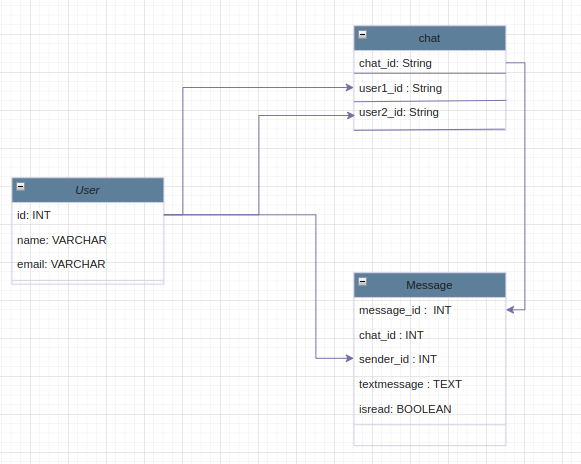 chat
chat_id: String
user1_id : String
user2_id: String
User
id: INT
name: VARCHAR
email: VARCHAR
Message
message_id :  INT
chat_id : INT
sender_id : INT
textmessage : TEXT
isread: BOOLEAN